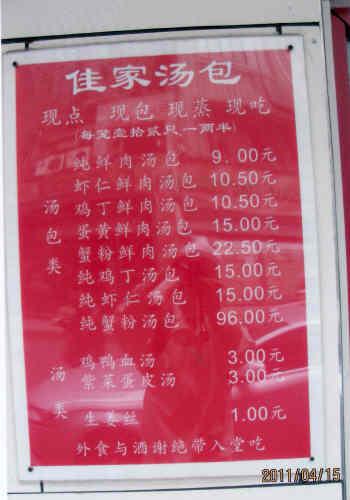 佳家汤包
现点 现包 现蒸 现吃
(每笼壹拾贰只一两半)
汤包类
纯鲜肉汤包 9.00元
虾仁鲜肉汤包 10.50元
鸡丁鲜肉汤包 10.50元
蛋黄鲜肉汤包 15.00元
蟹粉鲜肉汤包 22.50元
纯鸡丁汤包 15.00元
纯虾仁汤包 15.00元
纯蟹粉汤包 96.00元
汤类
鸡鸭血汤 3.00元
紫菜蛋皮汤 3.00元
生姜丝 1.00元
外食与酒谢绝带入堂吃
2011/04/15